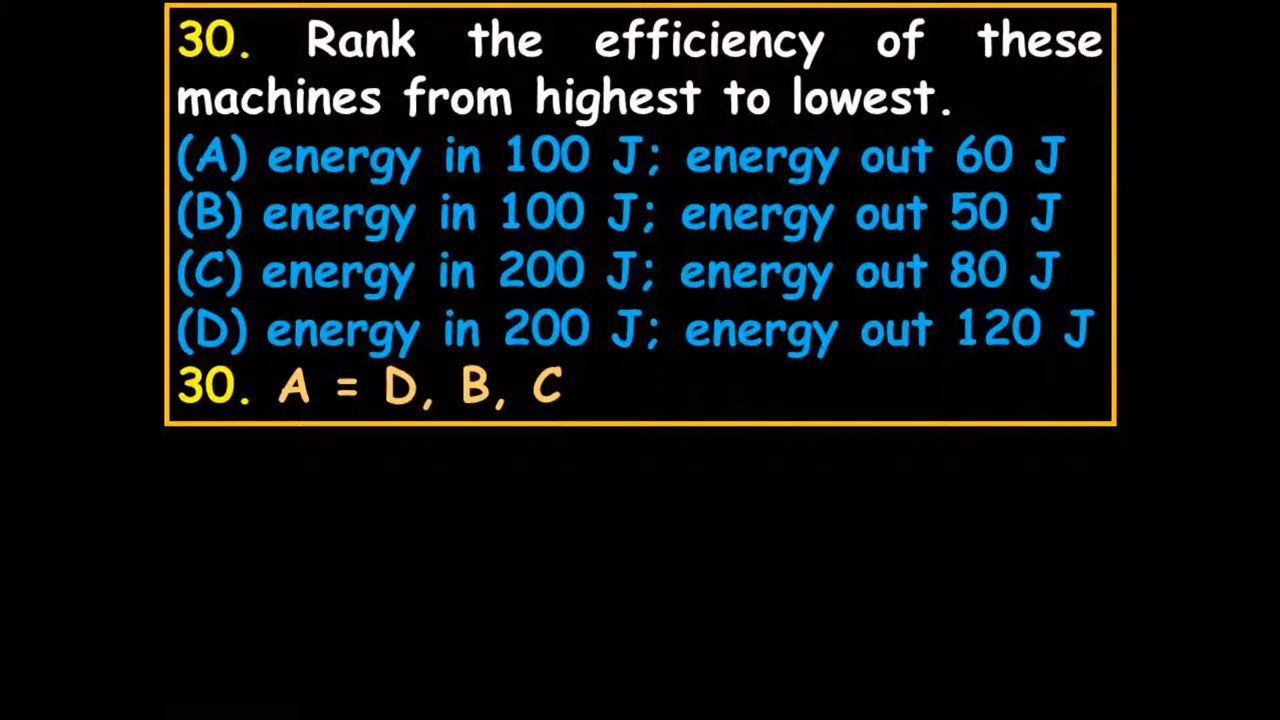 30. Rank the efficiency of these
machines from highest to lowest.
(A) energy in 100 J; energy out 60 J
(B) energy in 100 J; energy out 50 J
(C) energy in 200 J; energy out 80 J
(D) energy in 200 J; energy out 120 J
30. A = D, B, C